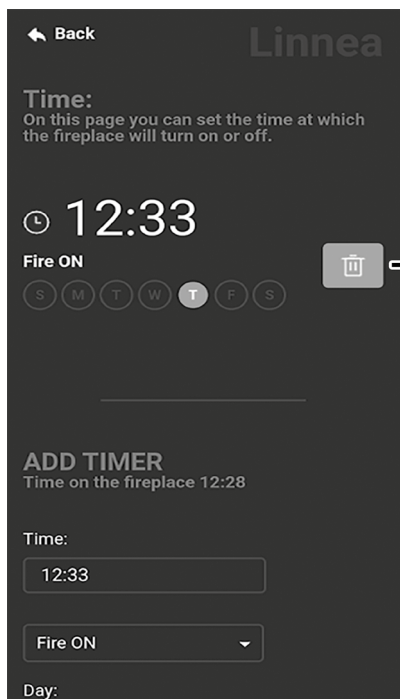 Back
Linnea
Time:
On this page you can set the time at which
the fireplace will turn on or off.
12:33
Fire ON
S M T W T F S
ADD TIMER
Time on the fireplace 12:28
Time:
12:33
Fire ON
Day: